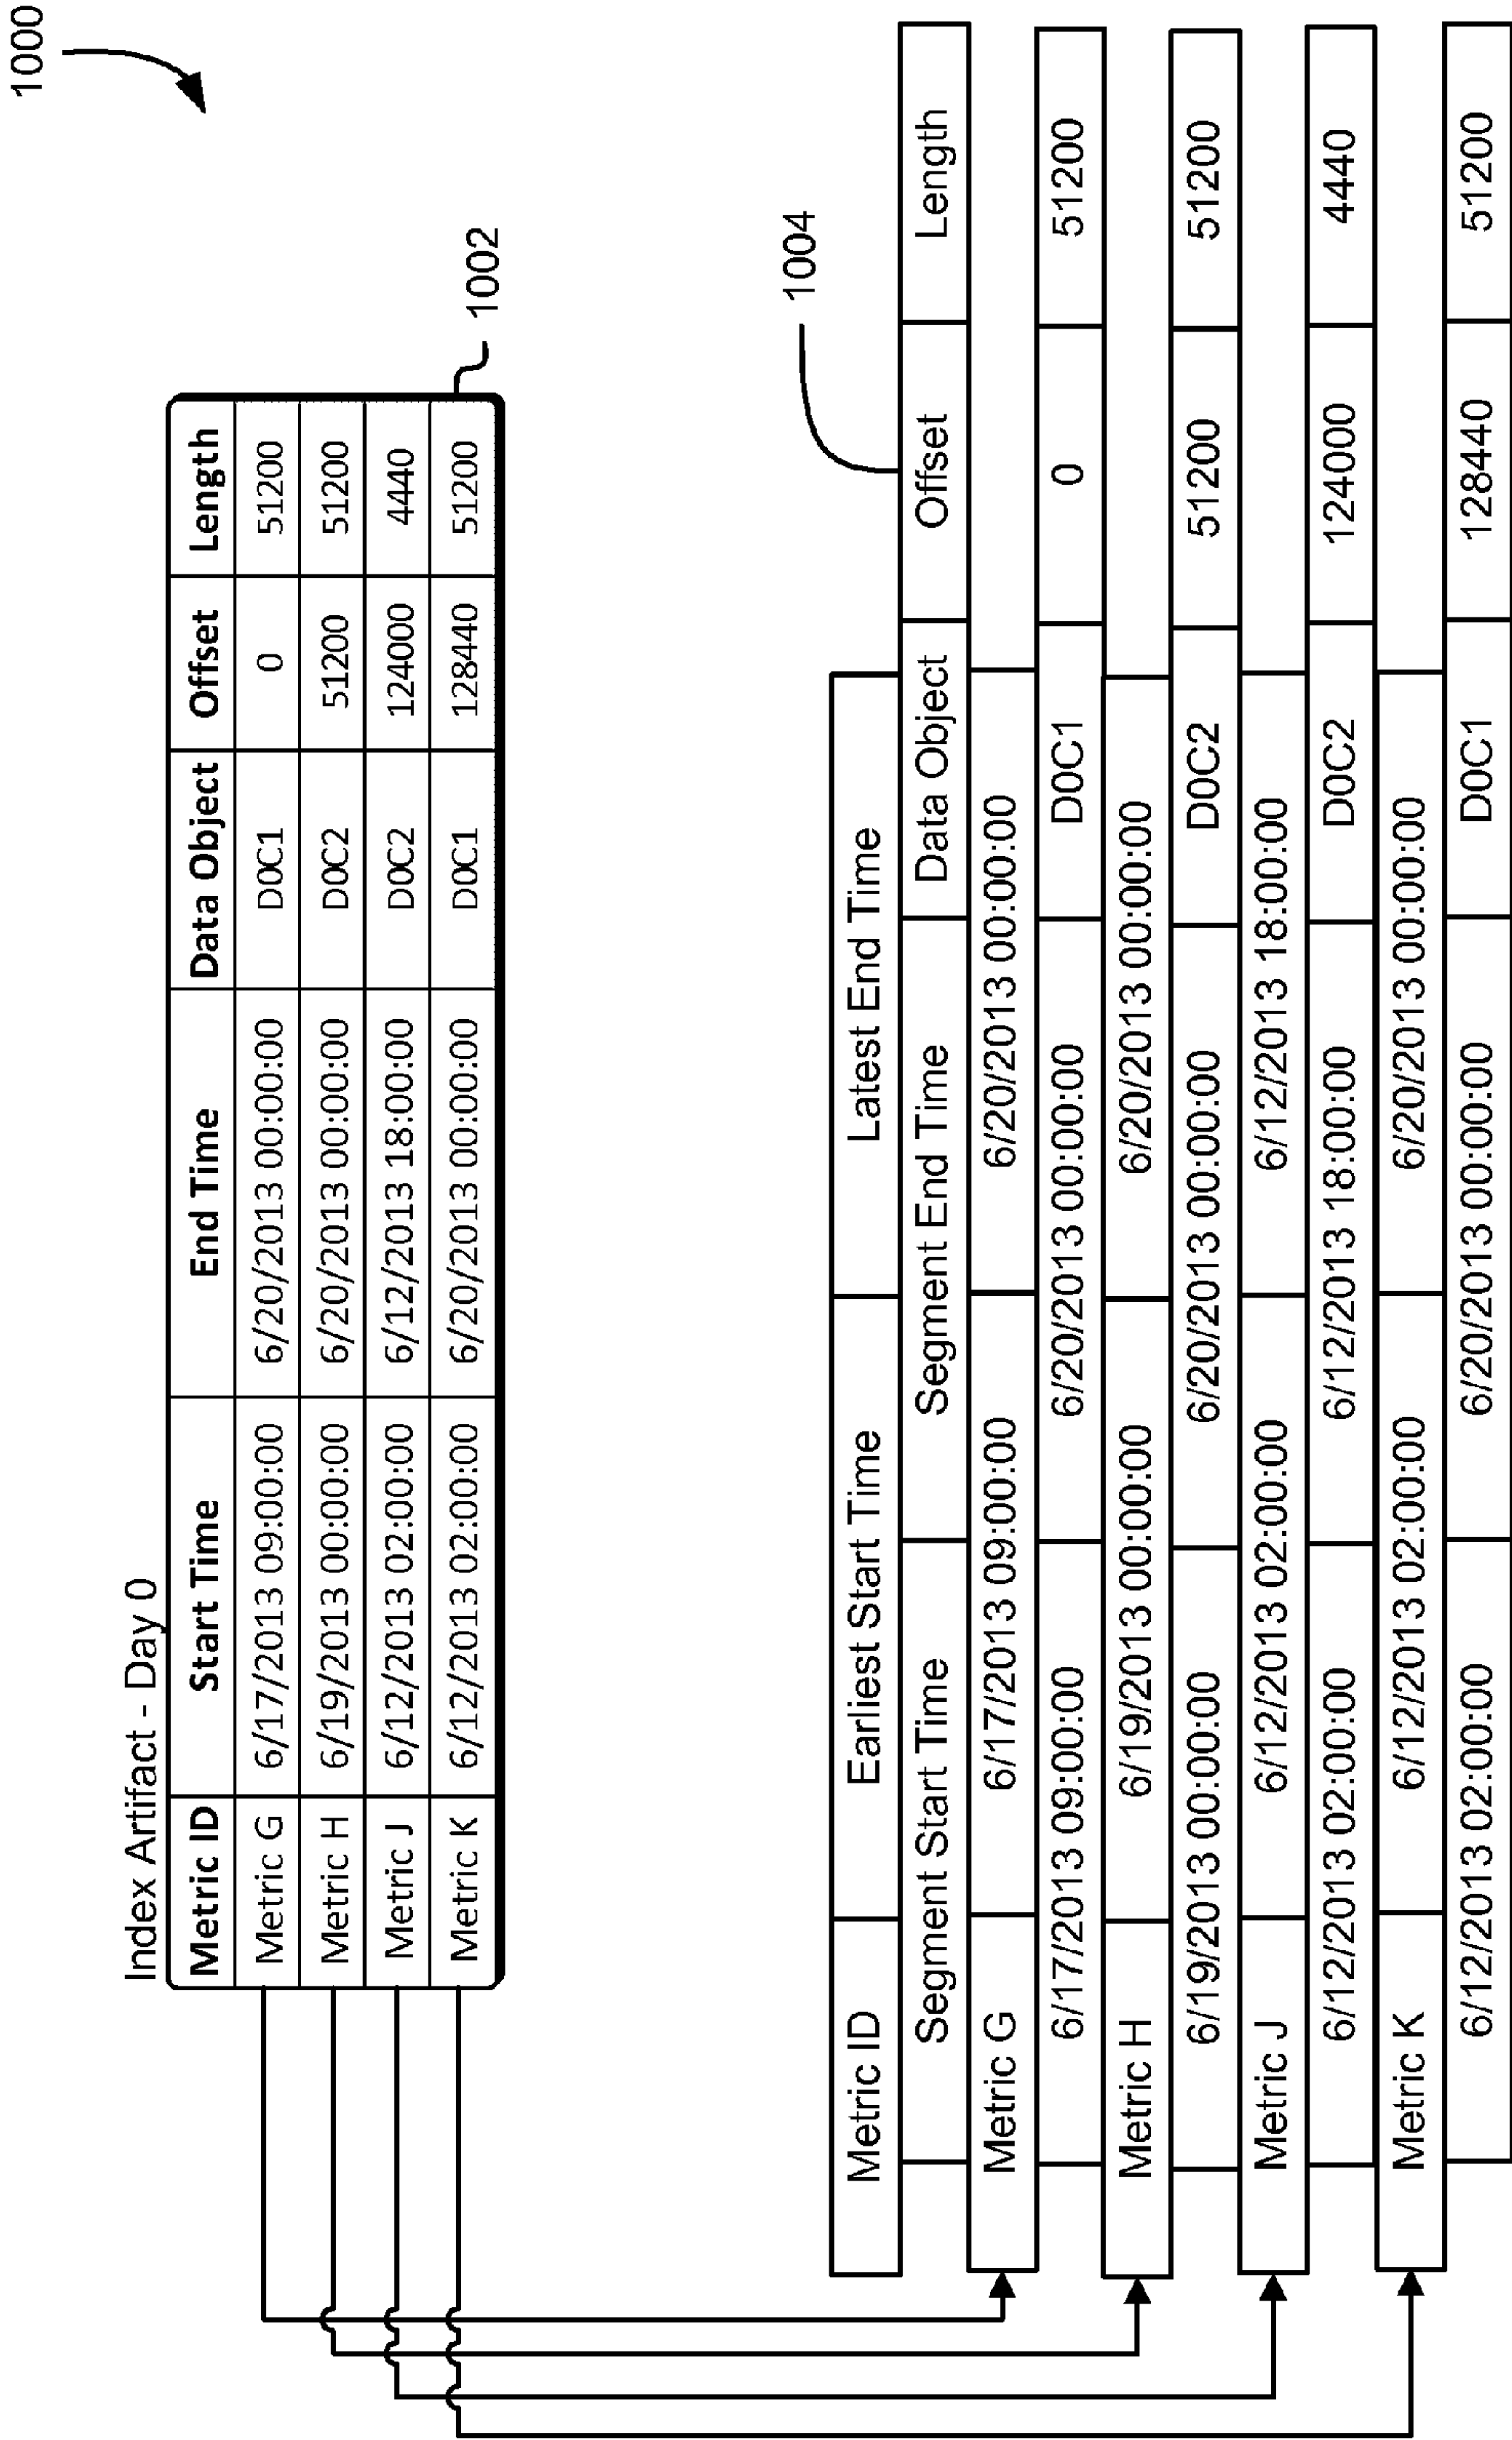 1000
Index Artifact - Day 0
Metric ID Start Time End Time Data Object Offset Length
Metric G 6/17/2013 09:00:00 6/20/2013 00:00:00 D0C1 0 51200
Metric H 6/19/2013 00:00:00 6/20/2013 00:00:00 D0C2 51200 51200
Metric J 6/12/2013 02:00:00 6/12/2013 18:00:00 D0C2 124000 4440
Metric K 6/12/2013 02:00:00 6/20/2013 00:00:00 D0C1 128440 51200
1002
1004
Metric ID Earliest Start Time Latest End Time
Segment Start Time Segment End Time Data Object Offset Length
Metric G 6/17/2013 09:00:00 6/20/2013 00:00:00
6/17/2013 09:00:00 6/20/2013 00:00:00 D0C1 0 51200
Metric H 6/19/2013 00:00:00 6/20/2013 00:00:00
6/19/2013 00:00:00 6/20/2013 00:00:00 D0C2 51200 51200
Metric J 6/12/2013 02:00:00 6/12/2013 18:00:00
6/12/2013 02:00:00 6/12/2013 18:00:00 D0C2 124000 4440
Metric K 6/12/2013 02:00:00 6/20/2013 00:00:00
6/12/2013 02:00:00 6/20/2013 00:00:00 D0C1 128440 51200